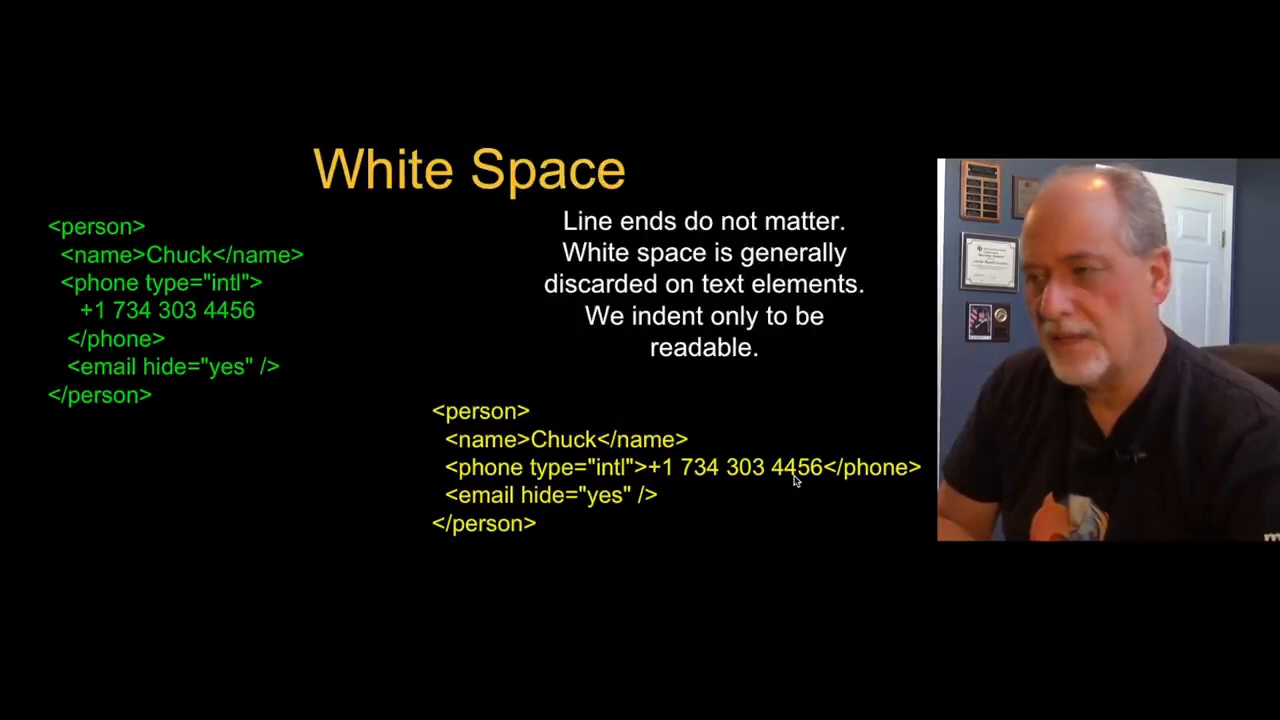 White Space
<person>
<name>Chuck</name>
<phone type="intl">
+1 734 303 4456
</phone>
<email hide="yes" />
</person>
Line ends do not matter.
White space is generally
discarded on text elements.
We indent only to be
readable.
<person>
<name>Chuck</name>
<phone type="intl">+1 734 303 4456</phone>
<email hide="yes" />
</person>